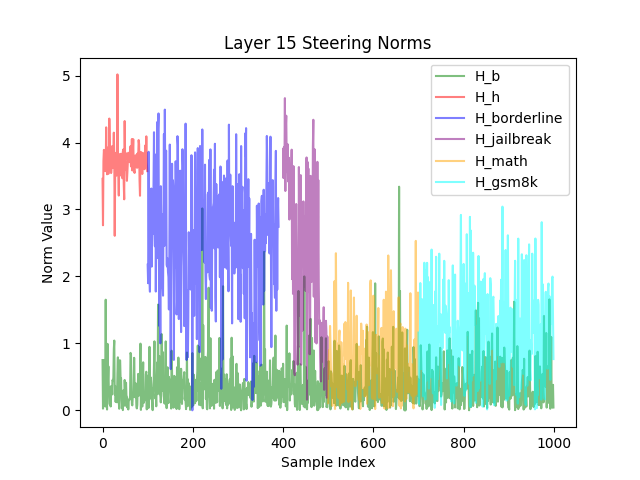 Layer 15 Steering Norms
H_b
H_h
H_borderline
H_jailbreak
H_math
H_gsm8k
Norm Value
5
4
3
2
1
0
0
200
400
600
800
1000
Sample Index